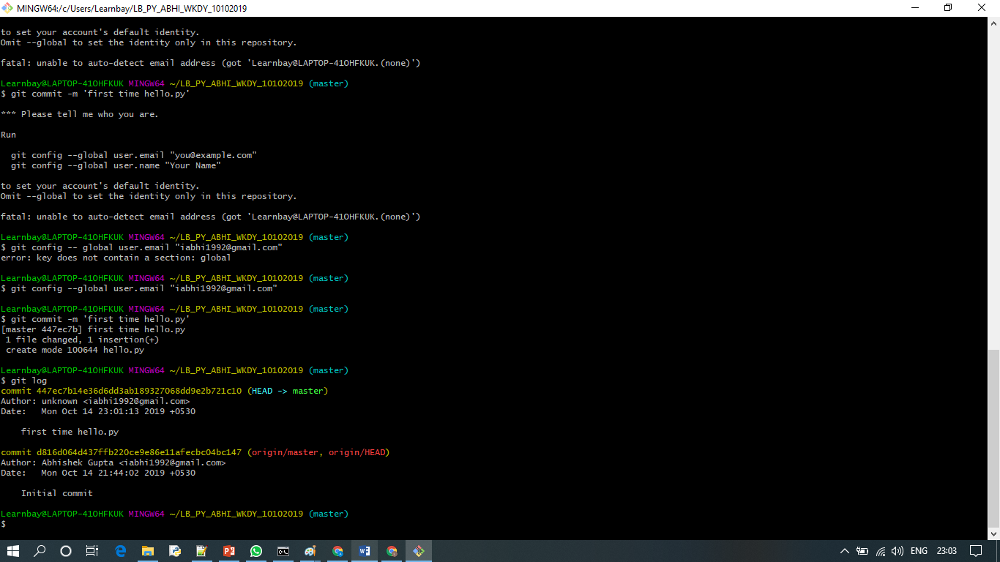 MINGW64:/c/Users/Learnbay/LB_PY_ABHI_WKDY_10102019
to set your account's default identity.
Omit --global to set the identity only in this repository.
fatal: unable to auto-detect email address (got 'Learnbay@LAPTOP-41OHFKUK.(none)')
Learnbay@LAPTOP-41OHFKUK MINGW64 ~/LB_PY_ABHI_WKDY_10102019 (master)
$ git commit -m 'first time hello.py'
*** Please tell me who you are.
Run
  git config --global user.email "you@example.com"
  git config --global user.name "Your Name"
to set your account's default identity.
Omit --global to set the identity only in this repository.
fatal: unable to auto-detect email address (got 'Learnbay@LAPTOP-41OHFKUK.(none)')
Learnbay@LAPTOP-41OHFKUK MINGW64 ~/LB_PY_ABHI_WKDY_10102019 (master)
$ git config -- global user.email "iabhi1992@gmail.com"
error: key does not contain a section: global
Learnbay@LAPTOP-41OHFKUK MINGW64 ~/LB_PY_ABHI_WKDY_10102019 (master)
$ git config --global user.email "iabhi1992@gmail.com"
Learnbay@LAPTOP-41OHFKUK MINGW64 ~/LB_PY_ABHI_WKDY_10102019 (master)
$ git commit -m 'first time hello.py'
[master 447ec7b] first time hello.py
 1 file changed, 1 insertion(+)
 create mode 100644 hello.py
Learnbay@LAPTOP-41OHFKUK MINGW64 ~/LB_PY_ABHI_WKDY_10102019 (master)
$ git log
commit 447ec7b14e36d6dd3ab189327068dd9e2b721c10 (HEAD -> master)
Author: unknown <iabhi1992@gmail.com>
Date:   Mon Oct 14 23:01:13 2019 +0530
    first time hello.py
commit d816d064d437ffb220ce9e86e11afecbc04bc147 (origin/master, origin/HEAD)
Author: Abhishek Gupta <iabhi1992@gmail.com>
Date:   Mon Oct 14 21:44:02 2019 +0530
    Initial commit
Learnbay@LAPTOP-41OHFKUK MINGW64 ~/LB_PY_ABHI_WKDY_10102019 (master)
$
ENG 23:03